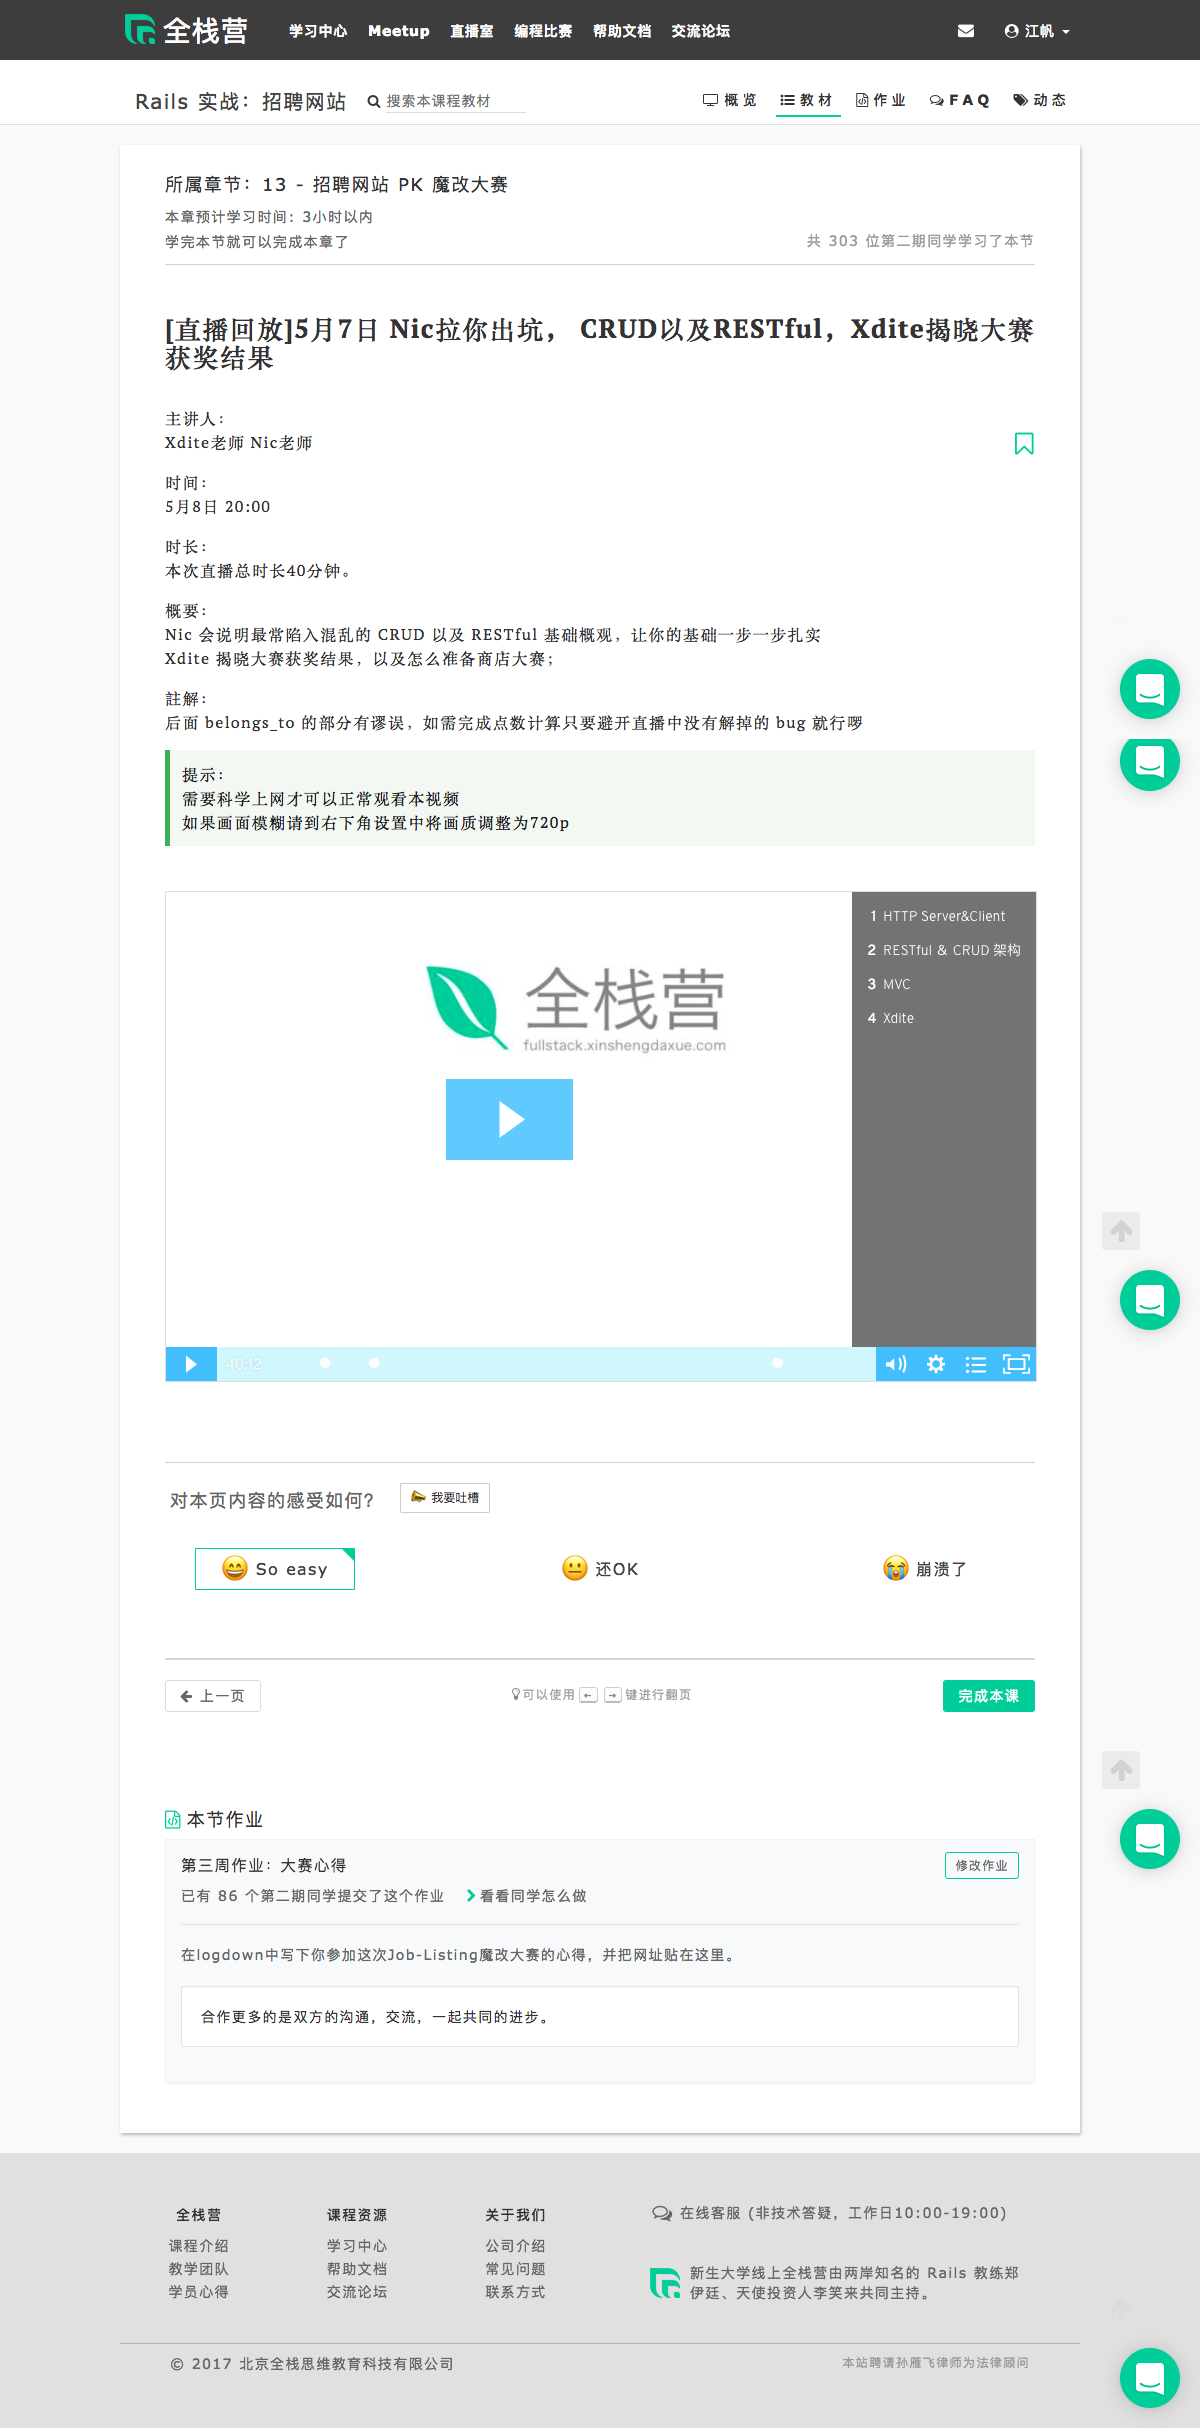 全栈营
学习中心 Meetup 直播室 编程比赛 帮助文档 交流论坛
江帆
Rails 实战：招聘网站 搜索本课程教材
概览 教材 作业 FAQ 动态
所属章节：13 - 招聘网站 PK 魔改大赛
本章预计学习时间：3小时以内
学完本节就可以完成本章了
共 303 位第二期同学学习了本节
[直播回放]5月7日 Nic拉你出坑， CRUD以及RESTful，Xdite揭晓大赛
获奖结果
主讲人：
Xdite老师 Nic老师
时间：
5月8日 20:00
时长：
本次直播总时长40分钟。
概要：
Nic 会说明最常陷入混乱的 CRUD 以及 RESTful 基础概观，让你的基础一步一步扎实
Xdite 揭晓大赛获奖结果，以及怎么准备商店大赛；
註解：
后面 belongs_to 的部分有谬误，如需完成点数计算只要避开直播中没有解掉的 bug 就行啰
提示：
需要科学上网才可以正常观看本视频
如果画面模糊请到右下角设置中将画质调整为720p
全栈营
fullstack.xinshengdaxue.com
1 HTTP Server&Client
2 RESTful & CRUD 架构
3 MVC
4 Xdite
40:12
对本页内容的感受如何? 我要吐槽
So easy 还OK 崩溃了
上一页
可以使用 ← → 键进行翻页
完成本课
本节作业
第三周作业：大赛心得
修改作业
已有 86 个第二期同学提交了这个作业 看看同学怎么做
在logdown中写下你参加这次Job-Listing魔改大赛的心得，并把网址贴在这里。
合作更多的是双方的沟通，交流，一起共同的进步。
全栈营 课程资源 关于我们
课程介绍 学习中心 公司介绍
教学团队 帮助文档 常见问题
学员心得 交流论坛 联系方式
在线客服 (非技术答疑，工作日10:00-19:00)
新生大学线上全栈营由两岸知名的 Rails 教练郑
伊廷、天使投资人李笑来共同主持。
© 2017 北京全栈思维教育科技有限公司
本站聘请孙雁飞律师为法律顾问